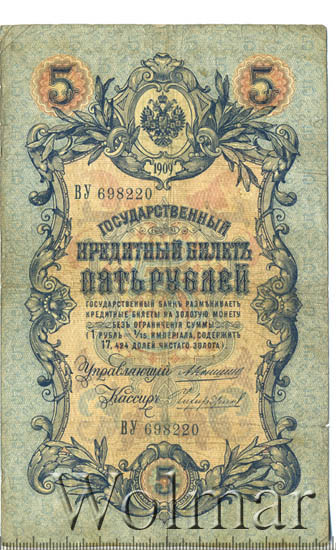 5 5
1909
ВУ 698220
ГОСУДАРСТВЕННЫЙ
КРЕДИТНЫЙ БИЛЕТЪ
ПЯТЬ РУБЛЕЙ
ГОСУДАРСТВЕННЫЙ БАНКЪ РАЗМѢНИВАЕТЪ
КРЕДИТНЫЕ БИЛЕТЫ НА ЗОЛОТУЮ МОНЕТУ
БЕЗЪ ОГРАНИЧЕНІЯ СУММЫ
(1 РУБЛЬ = 1/15 ИМПЕРІАЛА, СОДЕРЖИТЪ
17,424 ДОЛЕЙ ЧИСТАГО ЗОЛОТА).
Управляющій
Кассиръ
ВУ 698220
5
Wolmar